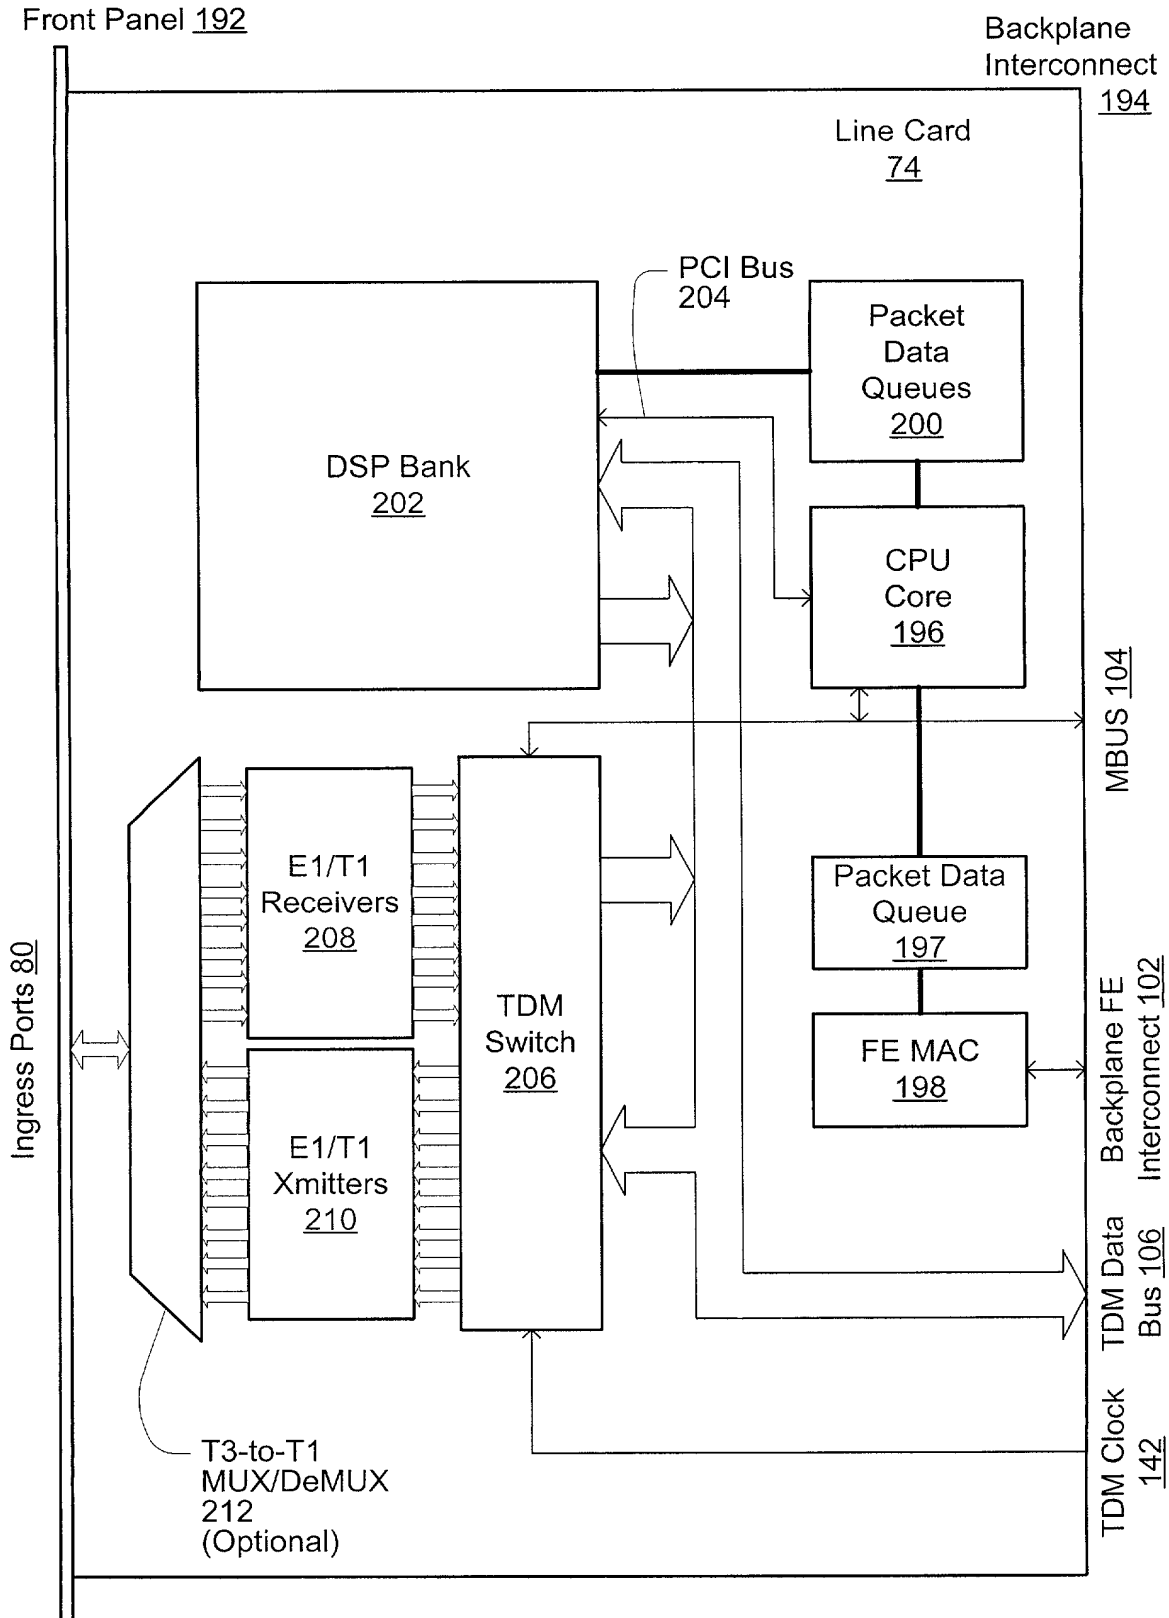 Front Panel 192
Backplane
Interconnect
194
Line Card
74
PCI Bus
204
Packet
Data
Queues
200
DSP Bank
202
CPU
Core
196
MBUS 104
E1/T1
Receivers
208
Packet Data
Queue
197
TDM
Switch
206
Ingress Ports 80
FE MAC
198
Backplane FE
Interconnect 102
E1/T1
Xmitters
210
TDM Data
Bus 106
T3-to-T1
MUX/DeMUX
212
(Optional)
TDM Clock
142